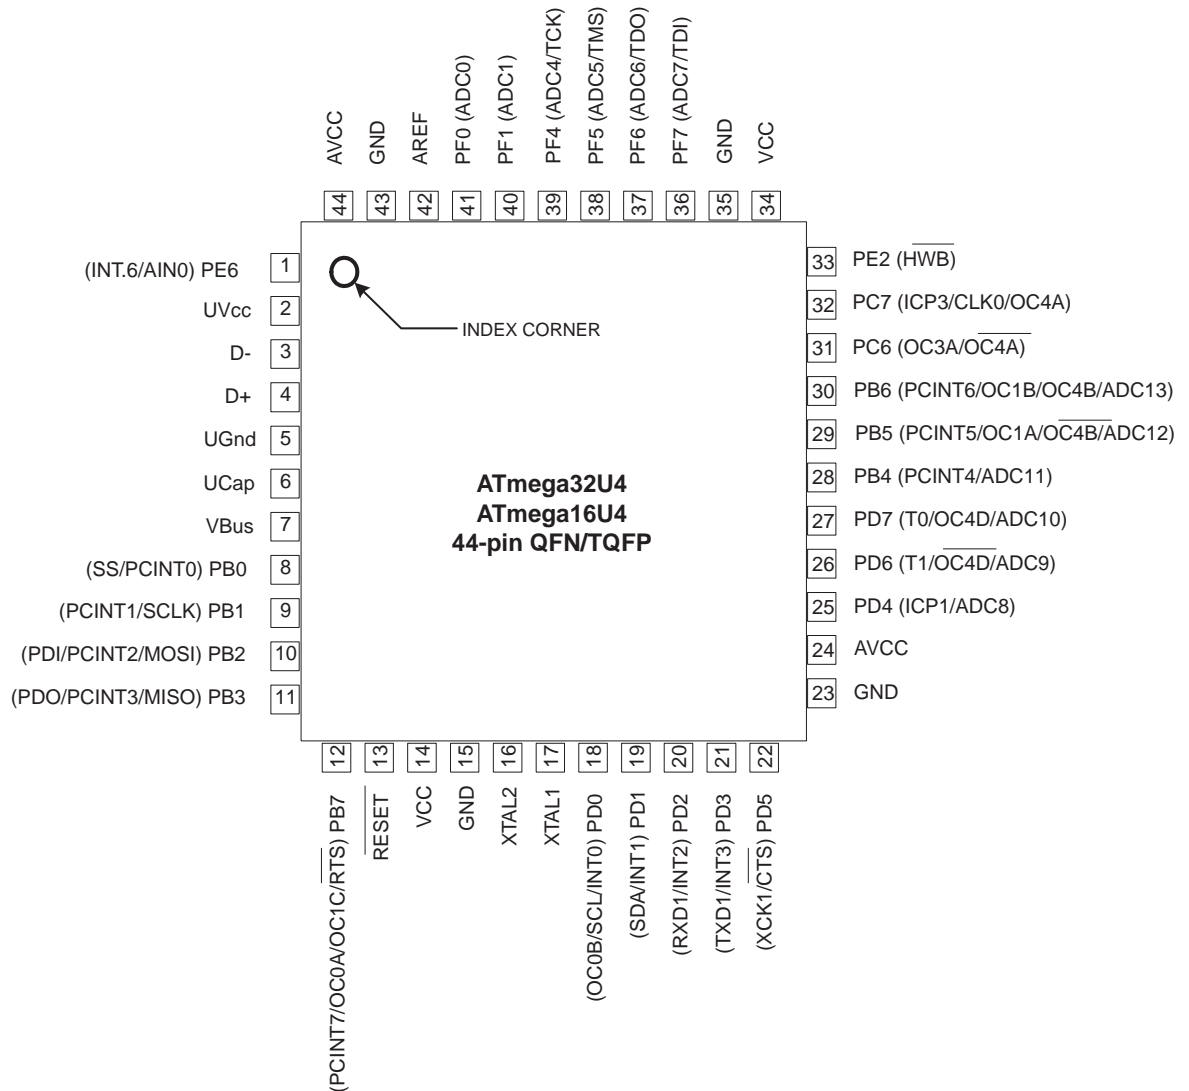 AVCC
GND
AREF
PF0 (ADC0)
PF1 (ADC1)
PF4 (ADC4/TCK)
PF5 (ADC5/TMS)
PF6 (ADC6/TDO)
PF7 (ADC7/TDI)
GND
VCC
44
43
42
41
40
39
38
37
36
35
34
(INT.6/AIN0) PE6 1
UVcc 2
D- 3
D+ 4
UGnd 5
UCap 6
VBus 7
(SS/PCINT0) PB0 8
(PCINT1/SCLK) PB1 9
(PDI/PCINT2/MOSI) PB2 10
(PDO/PCINT3/MISO) PB3 11
INDEX CORNER
ATmega32U4
ATmega16U4
44-pin QFN/TQFP
33 PE2 (HWB)
32 PC7 (ICP3/CLK0/OC4A)
31 PC6 (OC3A/OC4A)
30 PB6 (PCINT6/OC1B/OC4B/ADC13)
29 PB5 (PCINT5/OC1A/OC4B/ADC12)
28 PB4 (PCINT4/ADC11)
27 PD7 (T0/OC4D/ADC10)
26 PD6 (T1/OC4D/ADC9)
25 PD4 (ICP1/ADC8)
24 AVCC
23 GND
12
13
14
15
16
17
18
19
20
21
22
(PCINT7/OC0A/OC1C/RTS) PB7
RESET
VCC
GND
XTAL2
XTAL1
(OC0B/SCL/INT0) PD0
(SDA/INT1) PD1
(RXD1/INT2) PD2
(TXD1/INT3) PD3
(XCK1/CTS) PD5